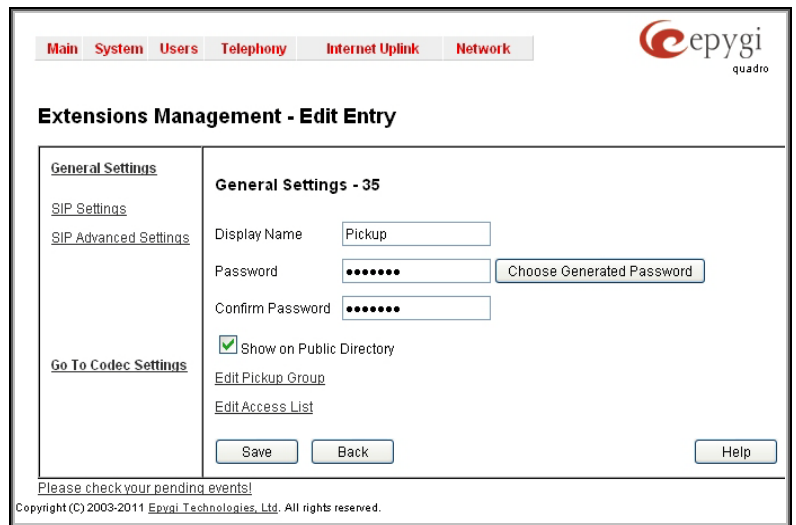 Main System Users Telephony Internet Uplink Network
epygi
quadro
Extensions Management - Edit Entry
General Settings
SIP Settings
SIP Advanced Settings
Go To Codec Settings
General Settings - 35
Display Name Pickup
Password ••••••• Choose Generated Password
Confirm Password •••••••
Show on Public Directory
Edit Pickup Group
Edit Access List
Save Back Help
Please check your pending events!
Copyright (C) 2003-2011 Epygi Technologies, Ltd. All rights reserved.